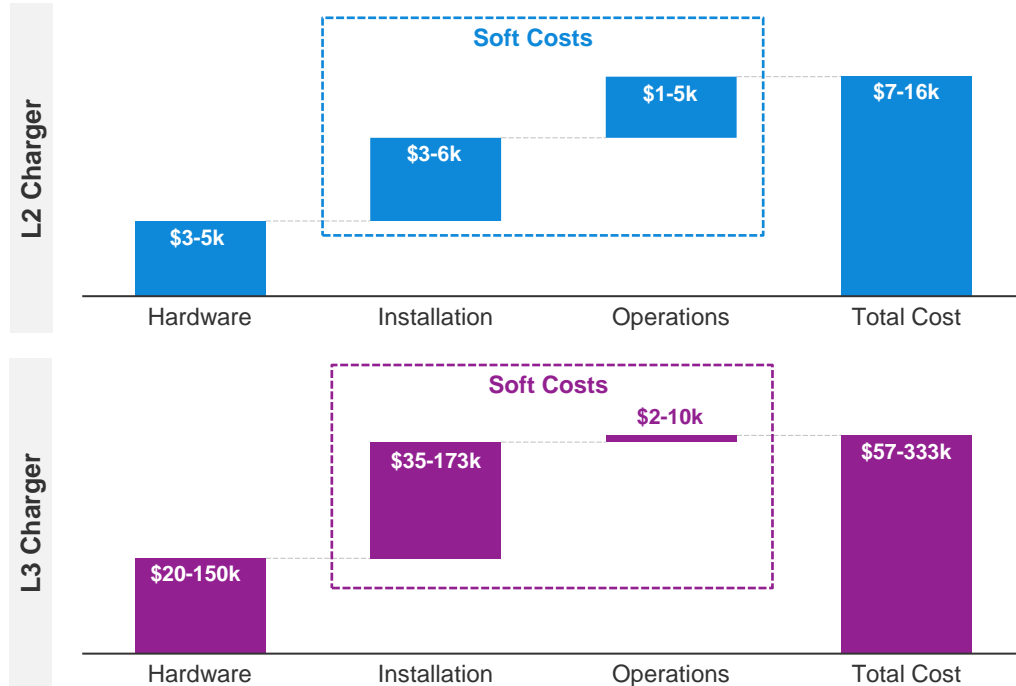 L2 Charger
Soft Costs
$1-5k
$7-16k
$3-6k
$3-5k
Hardware
Installation
Operations
Total Cost
L3 Charger
Soft Costs
$2-10k
$57-333k
$35-173k
$20-150k
Hardware
Installation
Operations
Total Cost